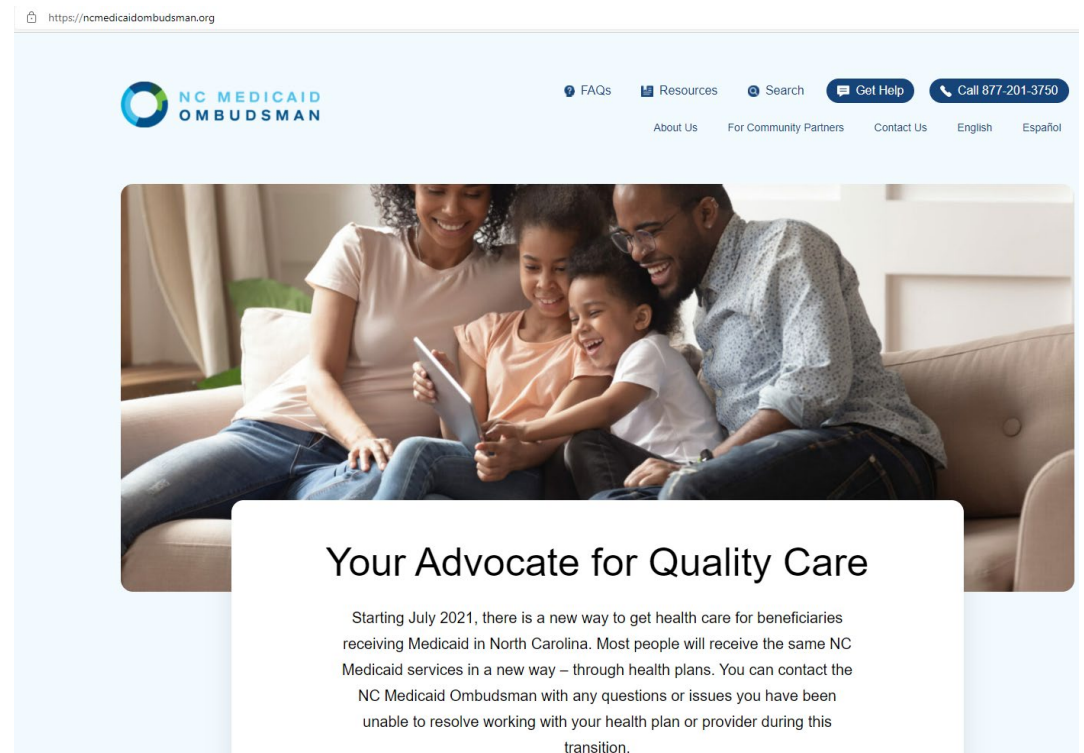 https://ncmedicaidombudsman.org
NC MEDICAID
OMBUDSMAN
FAQs Resources Search Get Help Call 877-201-3750
About Us For Community Partners Contact Us English Español
Your Advocate for Quality Care
Starting July 2021, there is a new way to get health care for beneficiaries
receiving Medicaid in North Carolina. Most people will receive the same NC
Medicaid services in a new way – through health plans. You can contact the
NC Medicaid Ombudsman with any questions or issues you have been
unable to resolve working with your health plan or provider during this
transition.